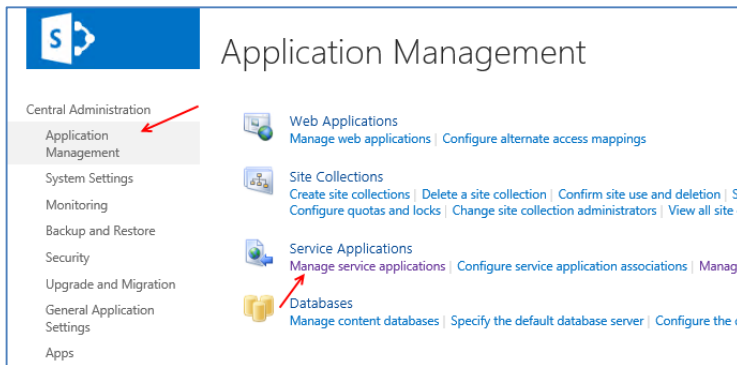 S
Application Management
Central Administration
Application
Management
System Settings
Monitoring
Backup and Restore
Security
Upgrade and Migration
General Application
Settings
Apps
Web Applications
Manage web applications | Configure alternate access mappings
Site Collections
Create site collections | Delete a site collection | Confirm site use and deletion | S
Configure quotas and locks | Change site collection administrators | View all site
Service Applications
Manage service applications | Configure service application associations | Manag
Databases
Manage content databases | Specify the default database server | Configure the